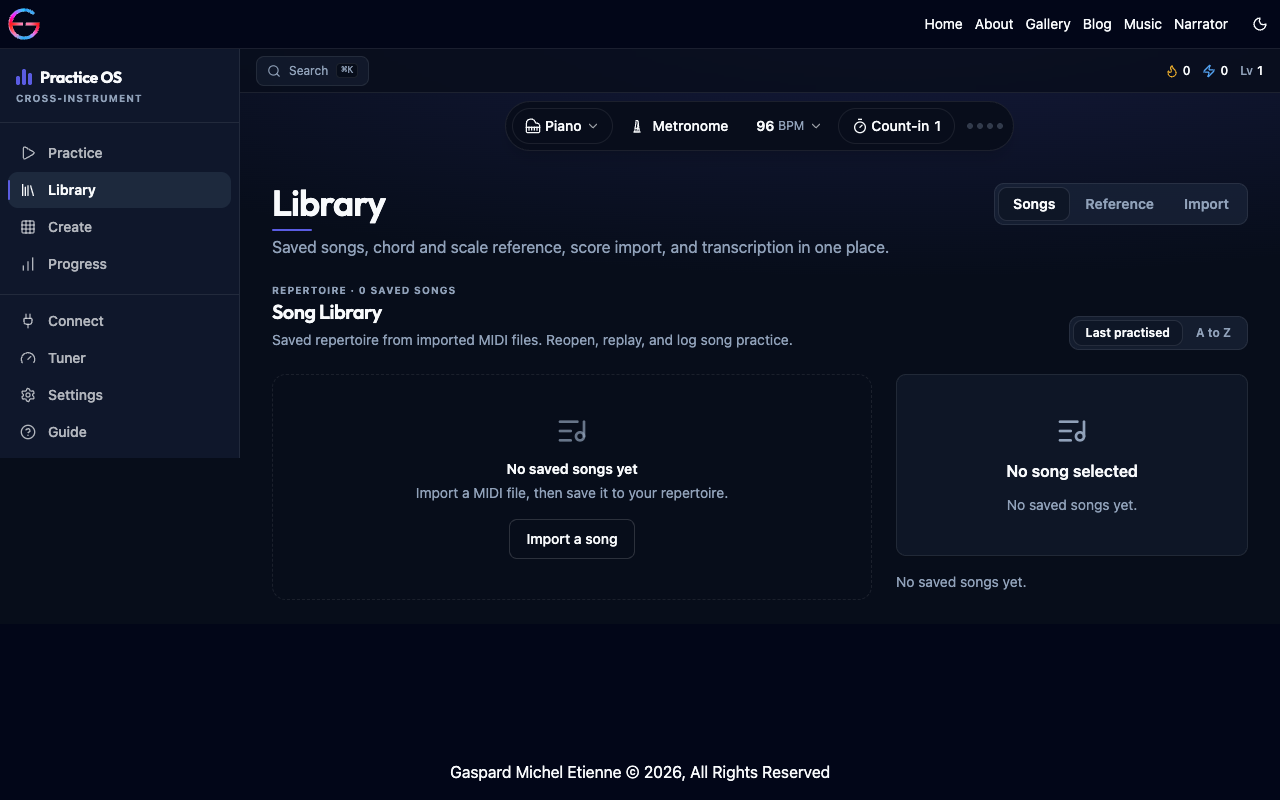 Home About Gallery Blog Music Narrator
Practice OS
CROSS-INSTRUMENT
Search ⌘K
0 0 Lv 1
Piano Metronome 96 BPM Count-in 1
Practice
Library
Create
Progress
Connect
Tuner
Settings
Guide
Library
Songs Reference Import
Saved songs, chord and scale reference, score import, and transcription in one place.
REPERTOIRE · 0 SAVED SONGS
Song Library
Saved repertoire from imported MIDI files. Reopen, replay, and log song practice.
Last practised A to Z
No saved songs yet
Import a MIDI file, then save it to your repertoire.
Import a song
No song selected
No saved songs yet.
No saved songs yet.
Gaspard Michel Etienne © 2026, All Rights Reserved